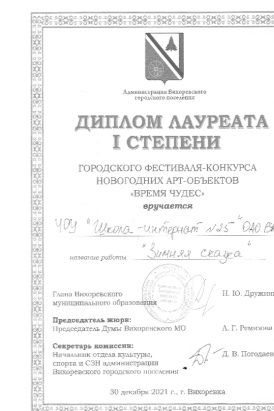 Администрация Вихоревского
городского поселения
ДИПЛОМ ЛАУРЕАТА
I СТЕПЕНИ
ГОРОДСКОГО ФЕСТИВАЛЯ-КОНКУРСА
НОВОГОДНИХ АРТ-ОБЪЕКТОВ
«ВРЕМЯ ЧУДЕС»
вручается
"Школа-интернат №25" ОАО
"Зимняя сказка"
название работы
Глава Вихоревского
муниципального образования Н. Ю. Дружинин
Председатель жюри:
Председатель Думы Вихоревского МО Л. Г. Ремизова
Секретарь комиссии:
Начальник отдела культуры,
спорта и СЗН администрации Д. В. Погодаев
Вихоревского городского поселения
30 декабря 2021 г., г. Вихоревка